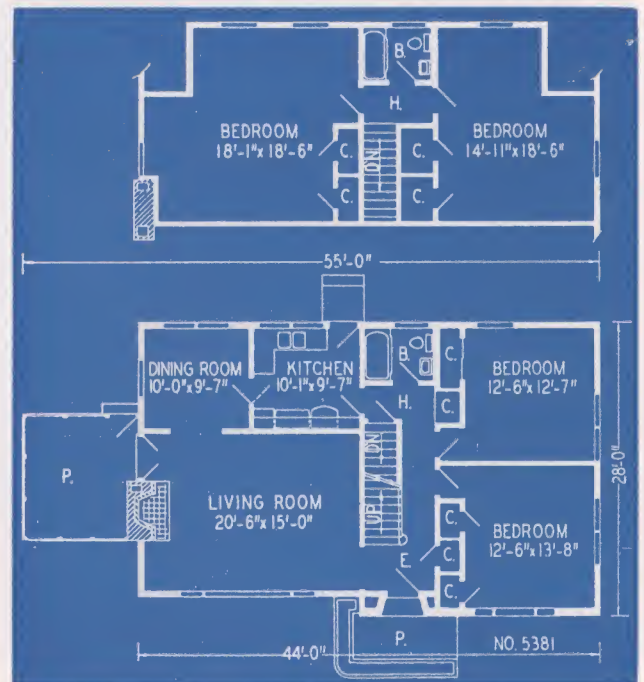 B.
H.
BEDROOM
18'-1"x 18'-6"
BEDROOM
14'-11"x 18'-6"
C.
DN
C.
C.
C.
55'-0"
DINING ROOM
10'-0"x 9'-7"
KITCHEN
10'-1"x 9'-7"
B.
C.
BEDROOM
12'-6"x 12'-7"
H.
C.
P.
DN
UP
LIVING ROOM
20'-6"x 15'-0"
28'-0"
C.
BEDROOM
12'-6"x 13'-8"
E.
C.
C.
P.
NO. 5381
44'-0"